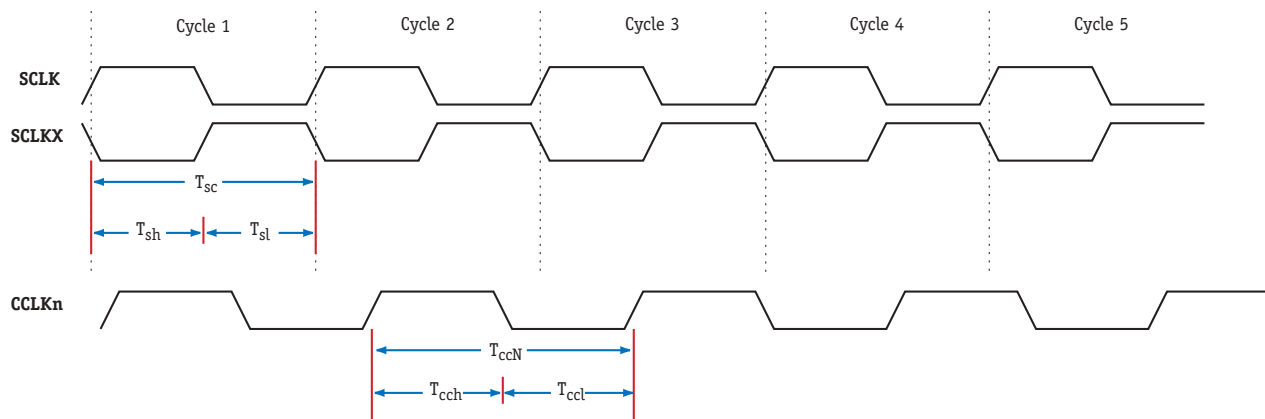 Cycle 1 Cycle 2 Cycle 3 Cycle 4 Cycle 5
SCLK
SCLKX
Tsc
Tsh Tsl
CCLKn
TccN
Tcch Tccl